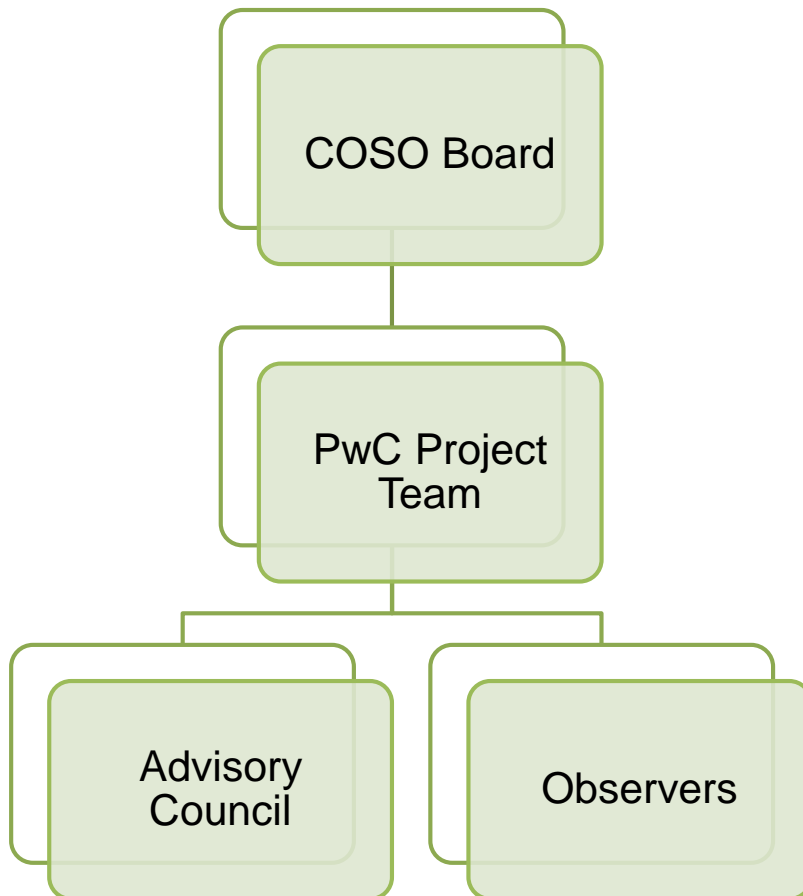 COSO Board
PwC Project
Team
Advisory
Council
Observers